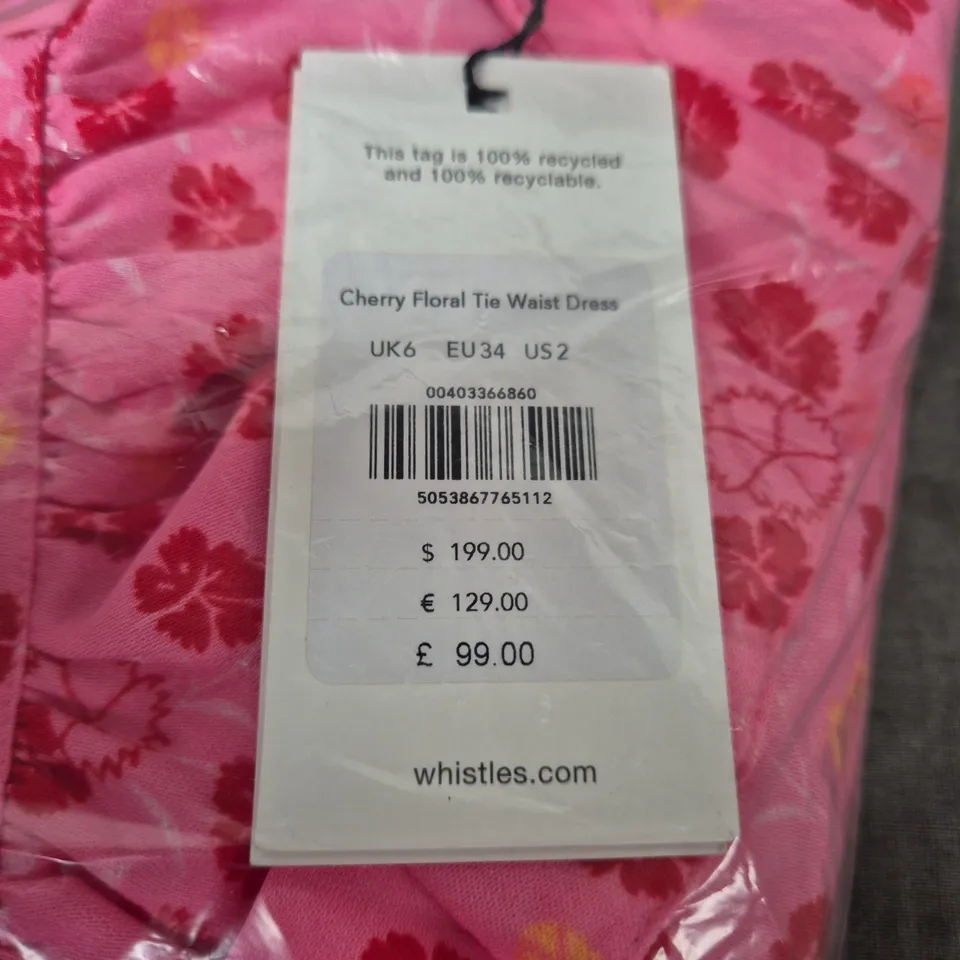 This tag is 100% recycled
and 100% recyclable.
Cherry Floral Tie Waist Dress
UK6 EU34 US2
00403366860
5053867765112
$ 199.00
€ 129.00
£ 99.00
whistles.com